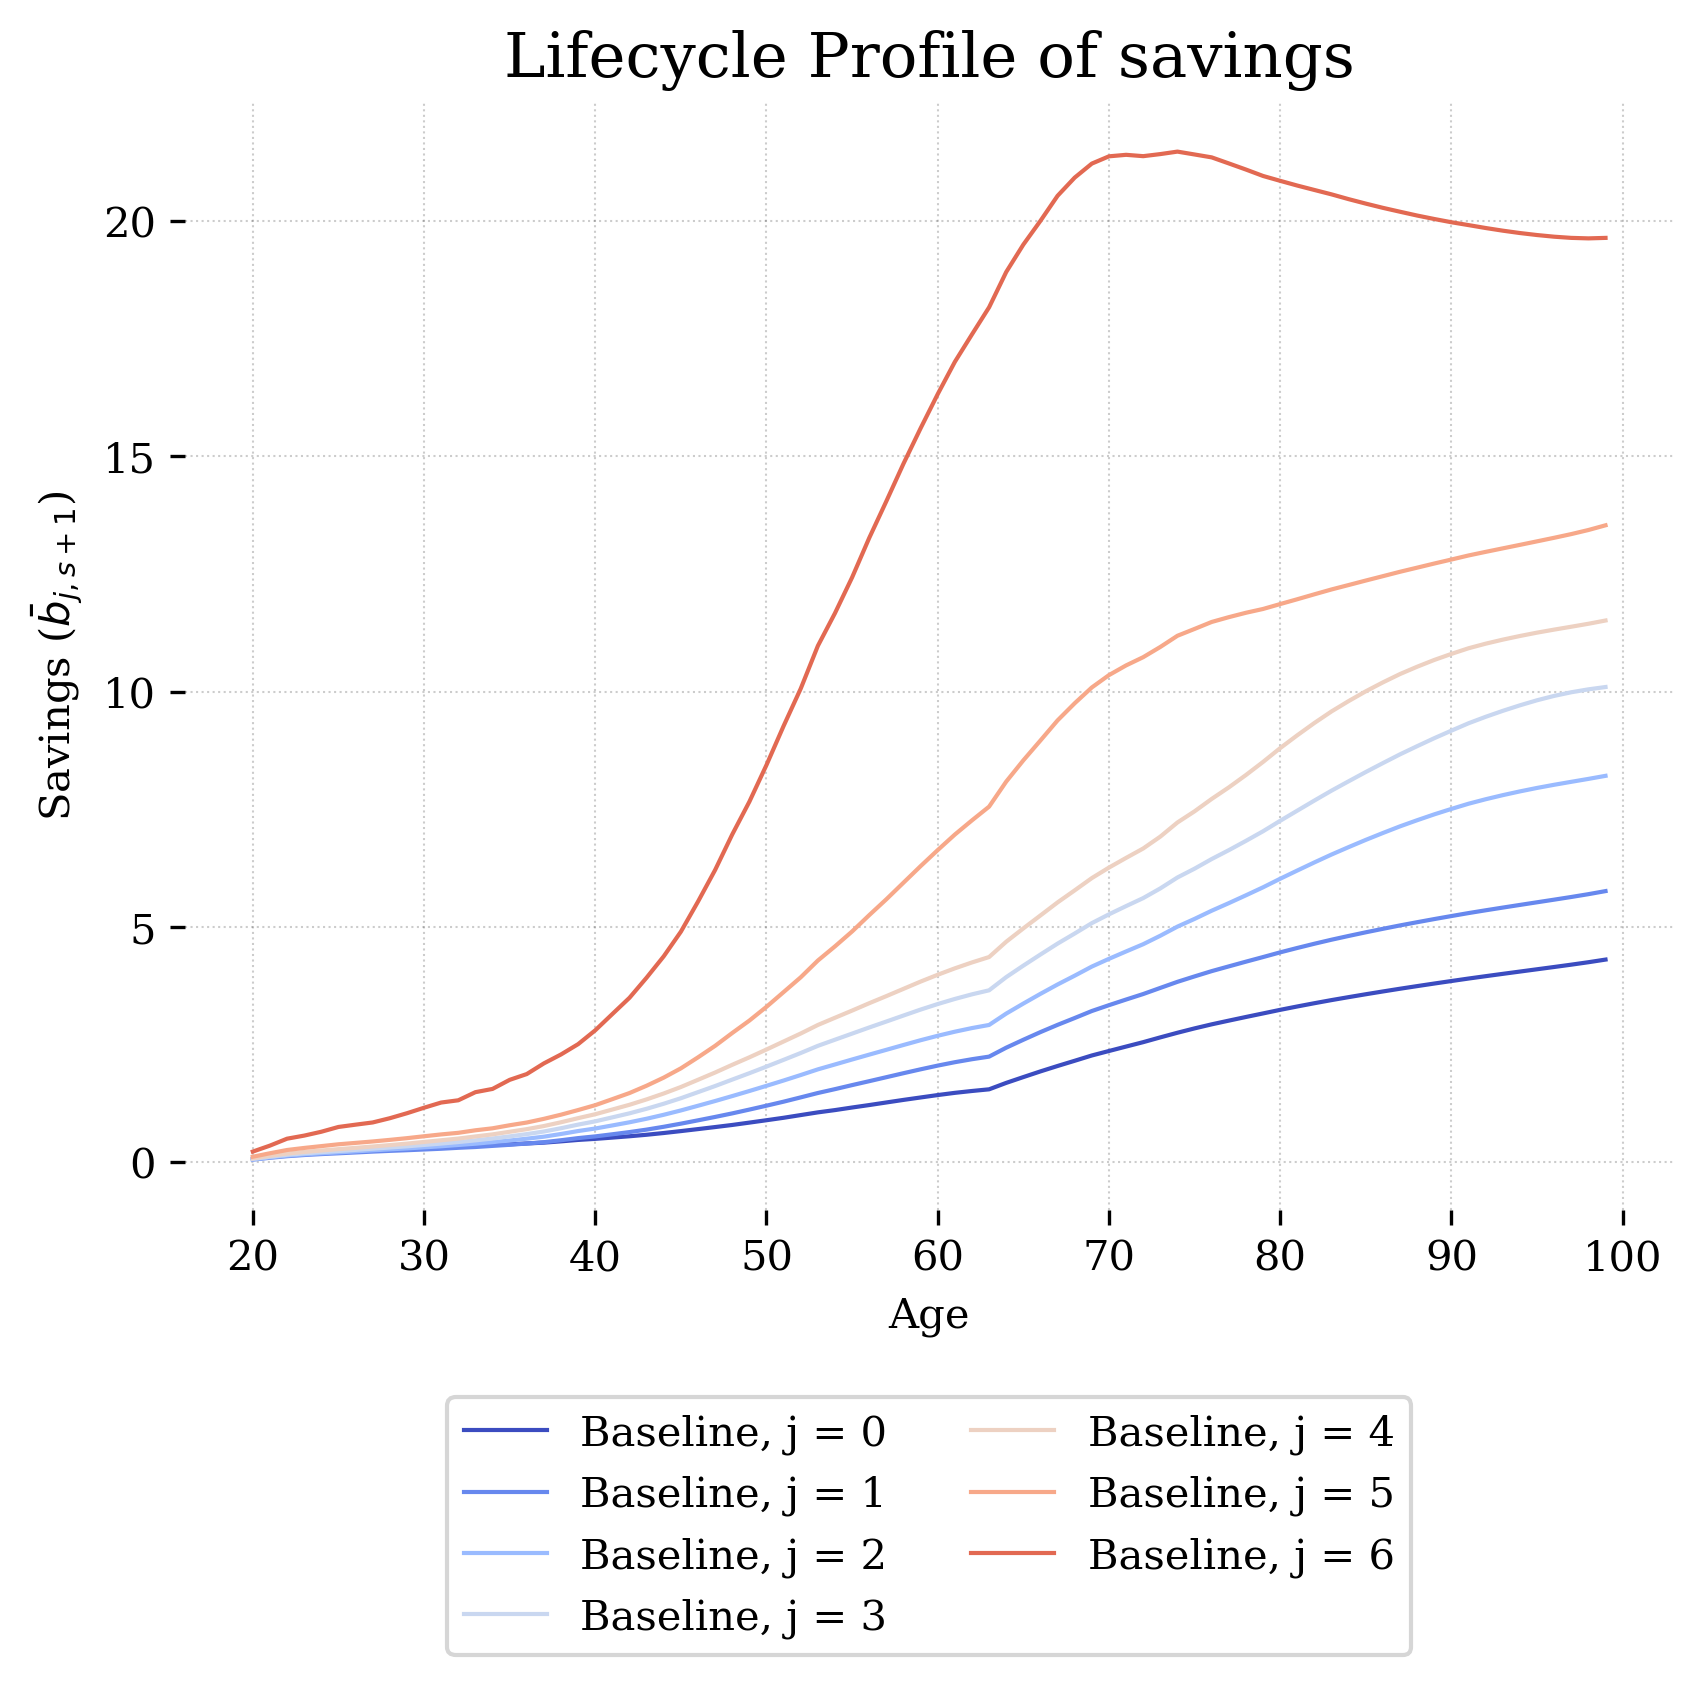 Lifecycle Profile of savings
Savings ($\bar{b}_{j,s+1}$)
20
15
10
5
0
20 30 40 50 60 70 80 90 100
Age
Baseline, j = 0
Baseline, j = 1
Baseline, j = 2
Baseline, j = 3
Baseline, j = 4
Baseline, j = 5
Baseline, j = 6